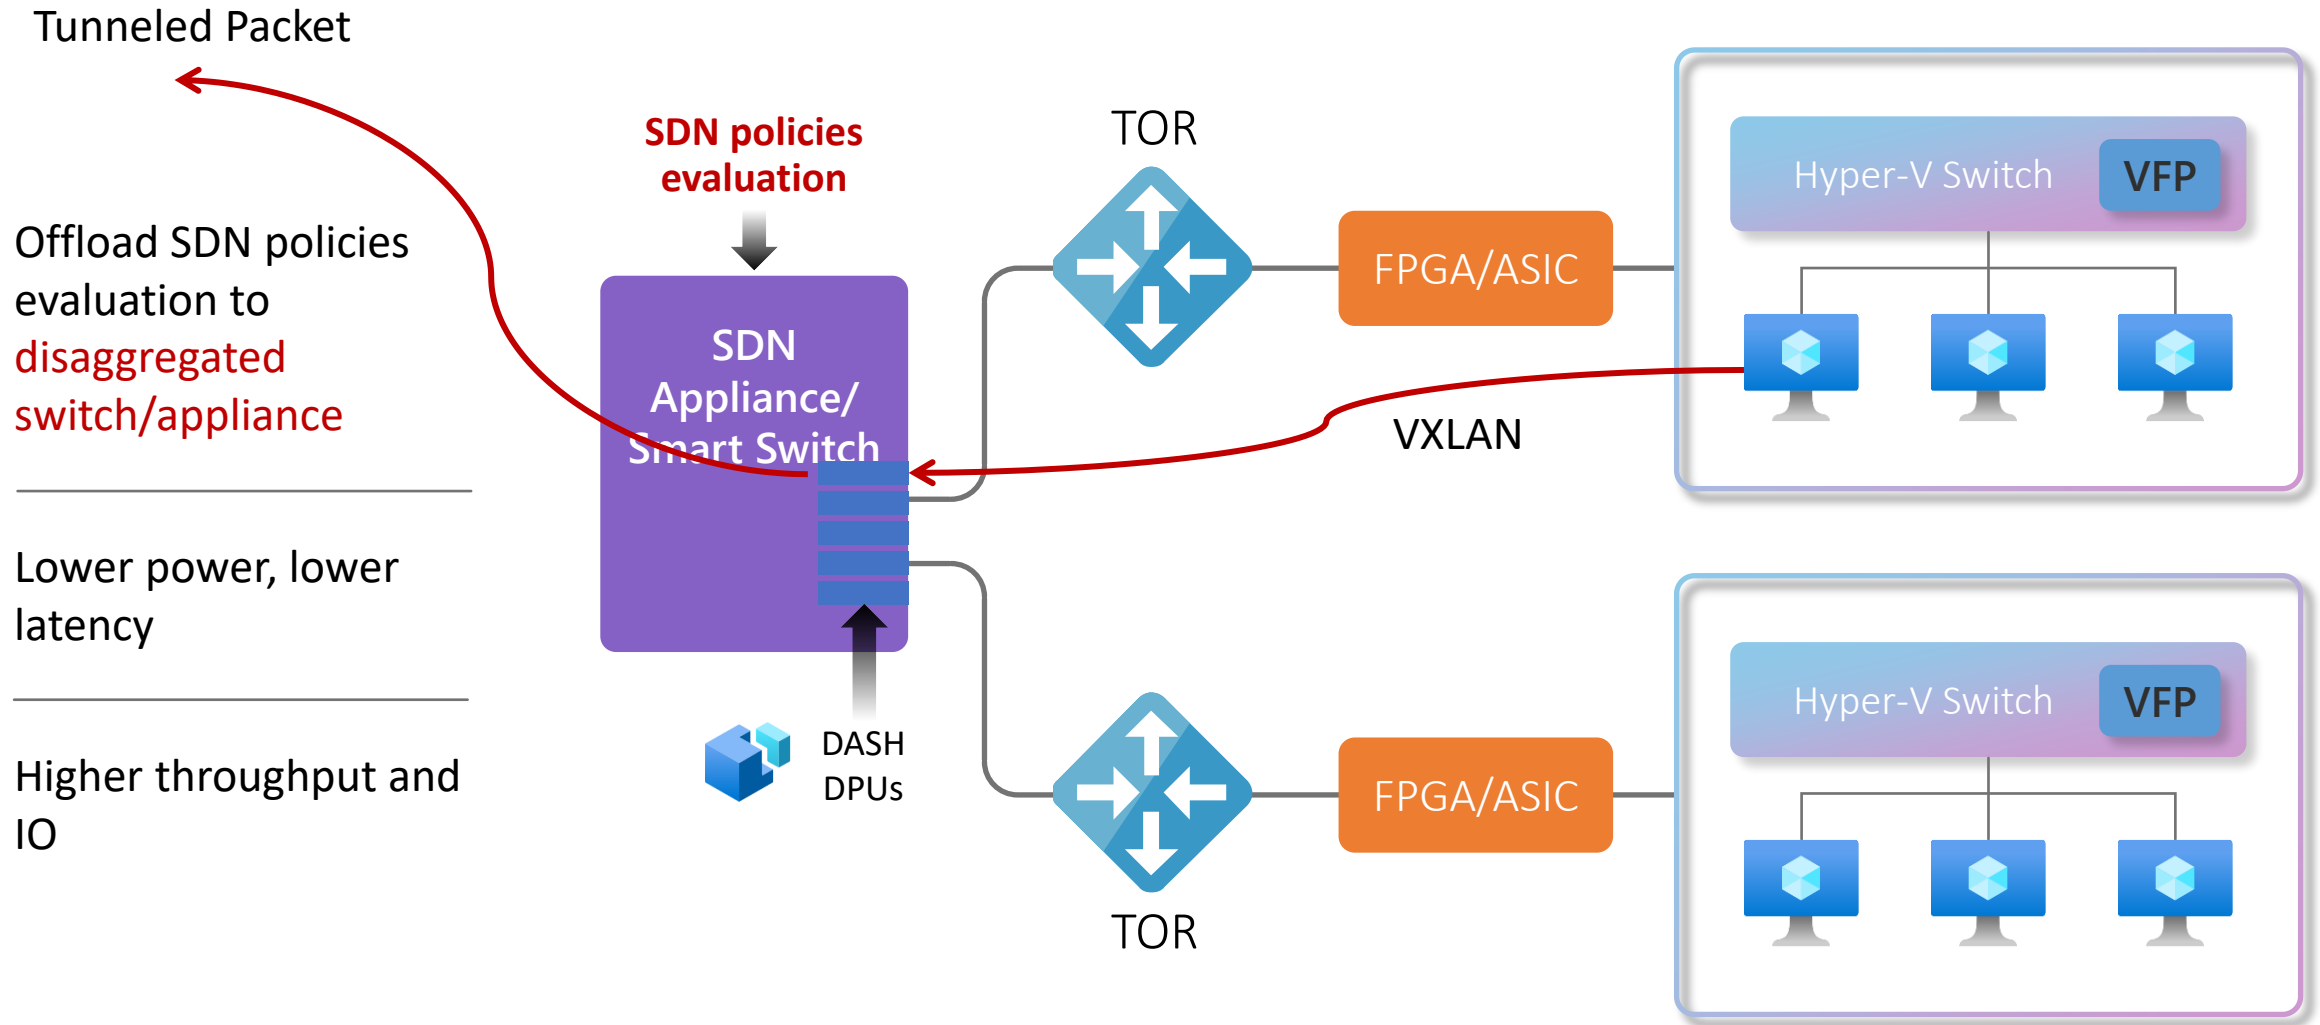 Tunneled Packet
Offload SDN policies
evaluation to
disaggregated
switch/appliance
Lower power, lower
latency
Higher throughput and
IO
SDN policies
evaluation
SDN
Appliance/
Smart Switch
DASH
DPUs
TOR
FPGA/ASIC
VXLAN
Hyper-V Switch
VFP
TOR
FPGA/ASIC
Hyper-V Switch
VFP